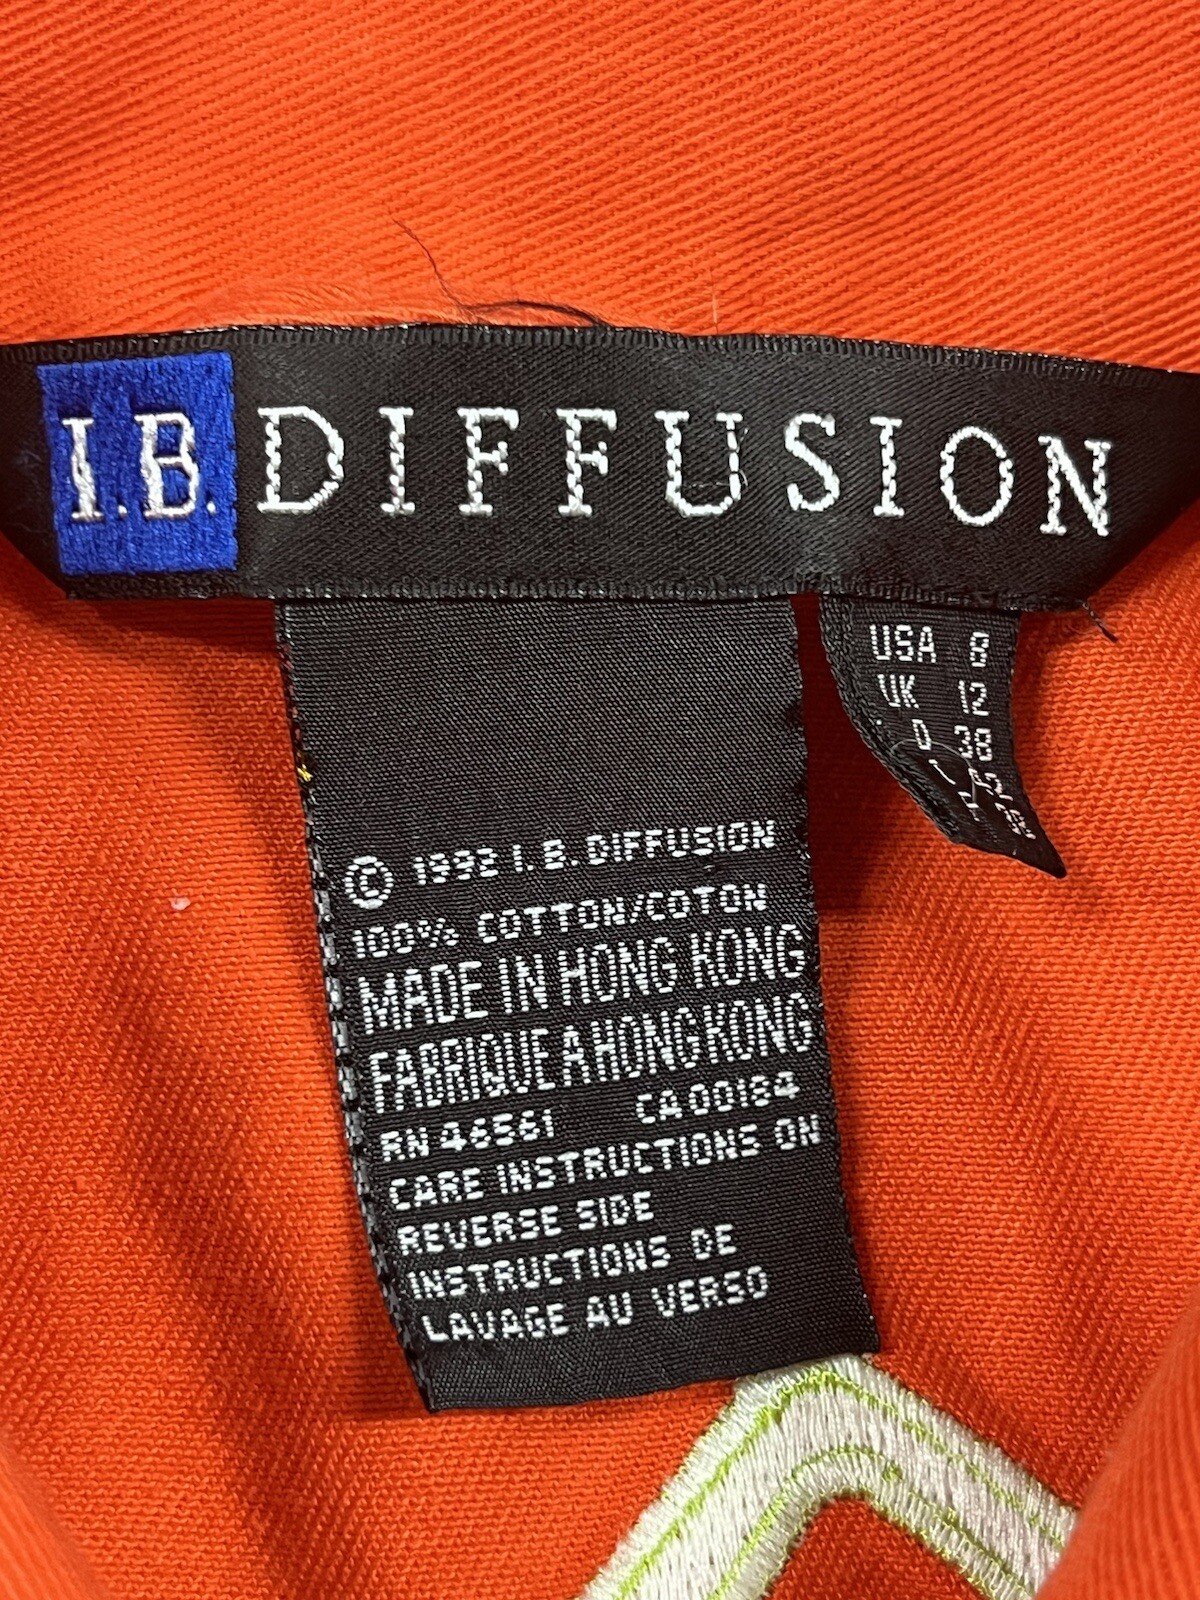 I.B. DIFFUSION
© 1992 I.B. DIFFUSION
100% COTTON/COTON
MADE IN HONG KONG
FABRIQUE A HONG KONG
RN 46561 CA 00184
CARE INSTRUCTIONS ON
REVERSE SIDE
INSTRUCTIONS DE
LAVAGE AU VERSO
USA 8
UK 12
D 38